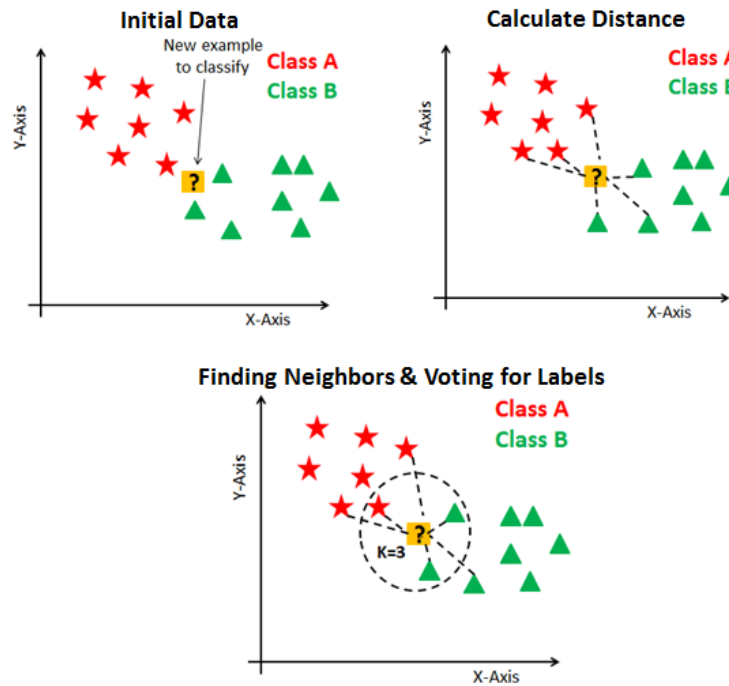 Initial Data
New example
to classify
Class A
Class B
Y-Axis
?
X-Axis
Calculate Distance
Class A
Class B
Y-Axis
?
X-Axis
Finding Neighbors & Voting for Labels
Class A
Class B
Y-Axis
?
K=3
X-Axis